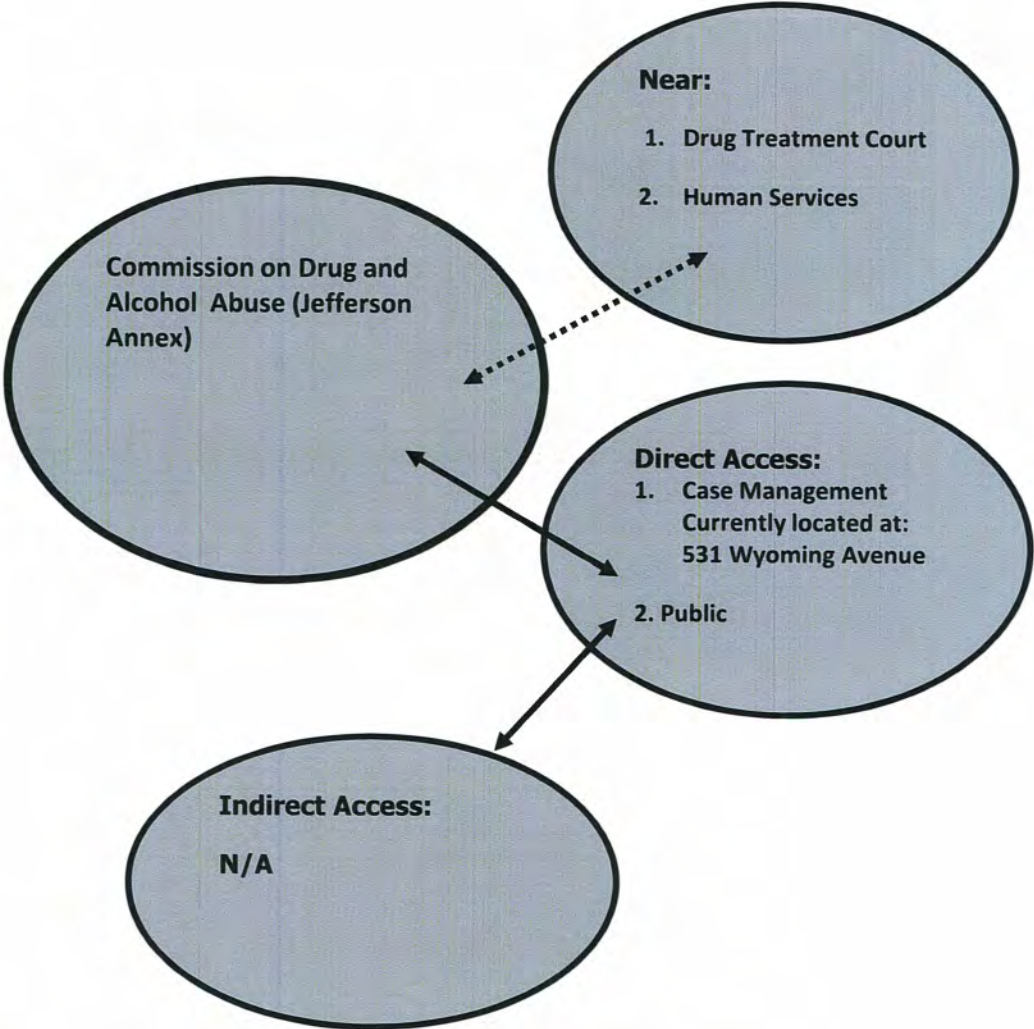 Near:
1. Drug Treatment Court
2. Human Services
Commission on Drug and
Alcohol Abuse (Jefferson
Annex)
Direct Access:
1. Case Management
Currently located at:
531 Wyoming Avenue
2. Public
Indirect Access:
N/A